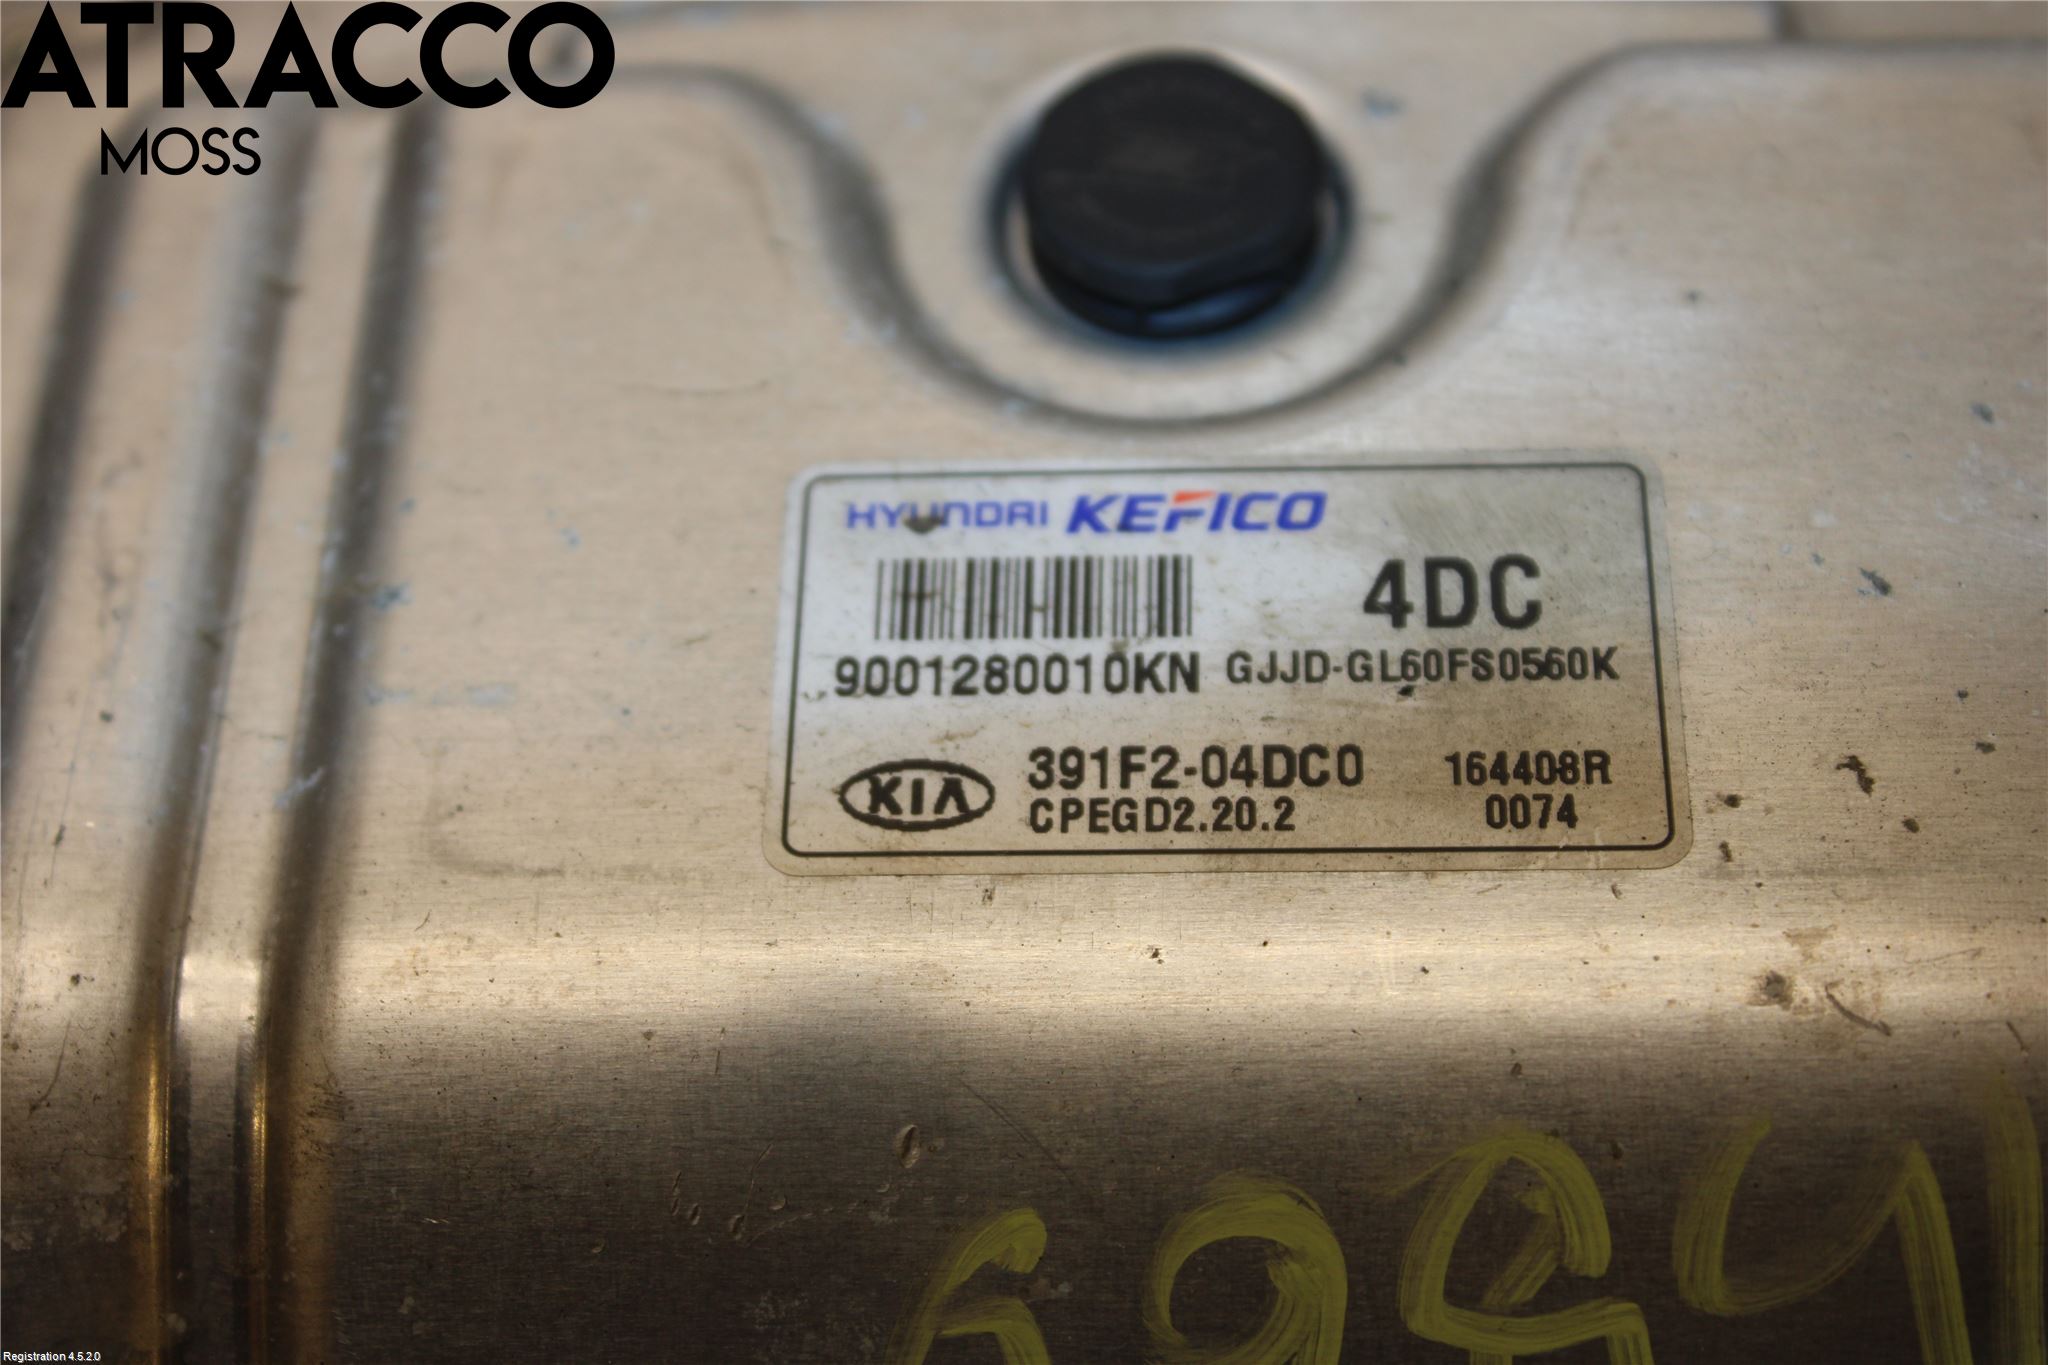 ATRACCO
MOSS
HYUNDAI KEFICO
4DC
9001280010KN GJJD-GL60FS0560K
KIA 391F2-04DC0 164408R
CPEGD2.20.2 0074
Registration 4.5.2.0